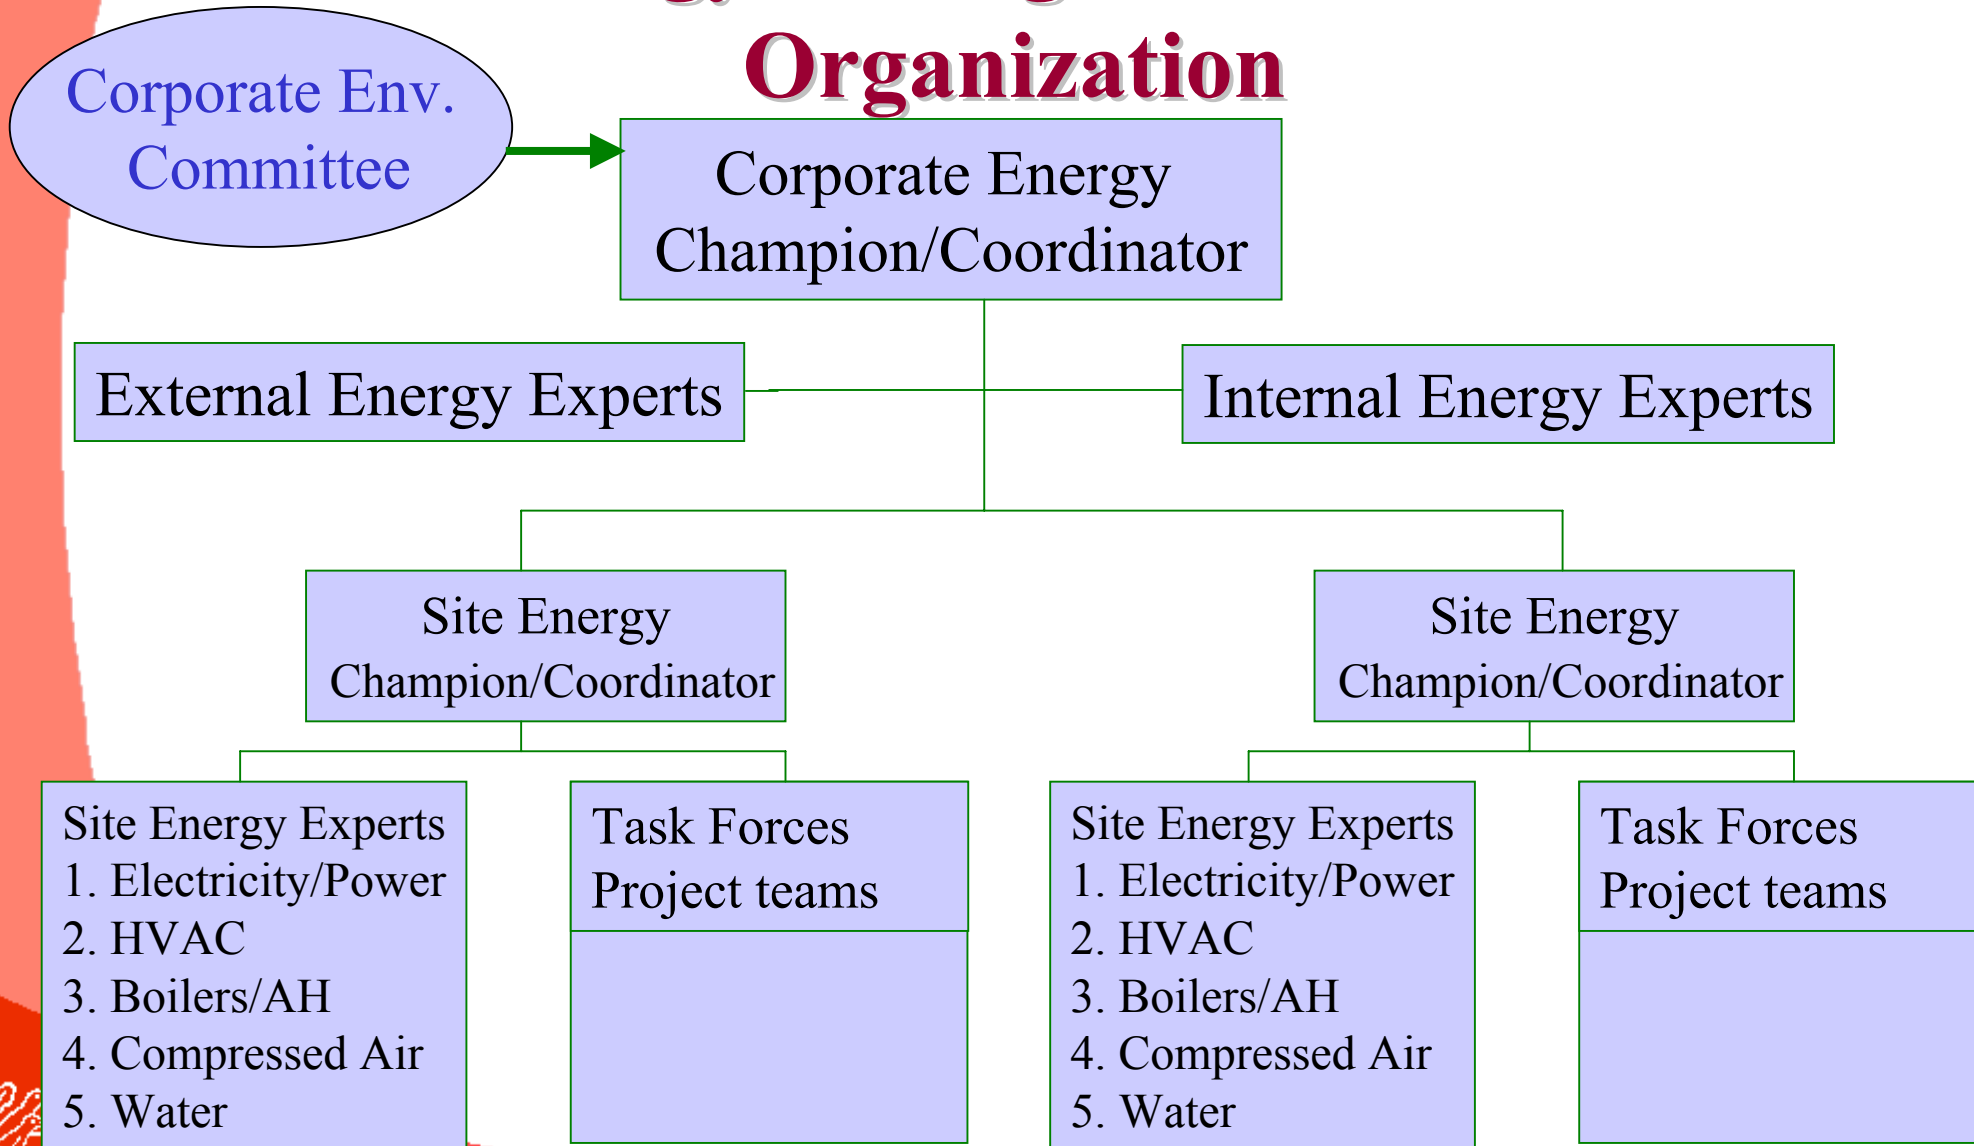 Organization
Corporate Env.
Committee
Corporate Energy
Champion/Coordinator
External Energy Experts
Internal Energy Experts
Site Energy
Champion/Coordinator
Site Energy
Champion/Coordinator
Site Energy Experts
1. Electricity/Power
2. HVAC
3. Boilers/AH
4. Compressed Air
5. Water
Task Forces
Project teams
Site Energy Experts
1. Electricity/Power
2. HVAC
3. Boilers/AH
4. Compressed Air
5. Water
Task Forces
Project teams